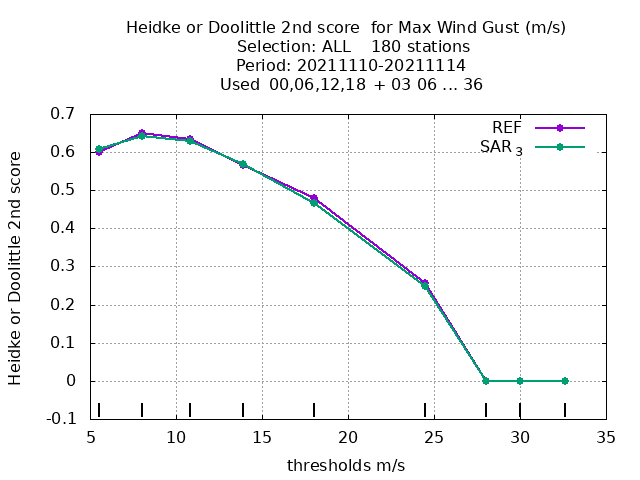 Heidke or Doolittle 2nd score  for Max Wind Gust (m/s)
Selection: ALL    180 stations
Period: 20211110-20211114
Used  00,06,12,18  + 03 06 ... 36
REF
SAR 3
0.7
0.6
0.5
0.4
0.3
0.2
0.1
0
-0.1
Heidke or Doolittle 2nd score
5 10 15 20 25 30 35
thresholds m/s